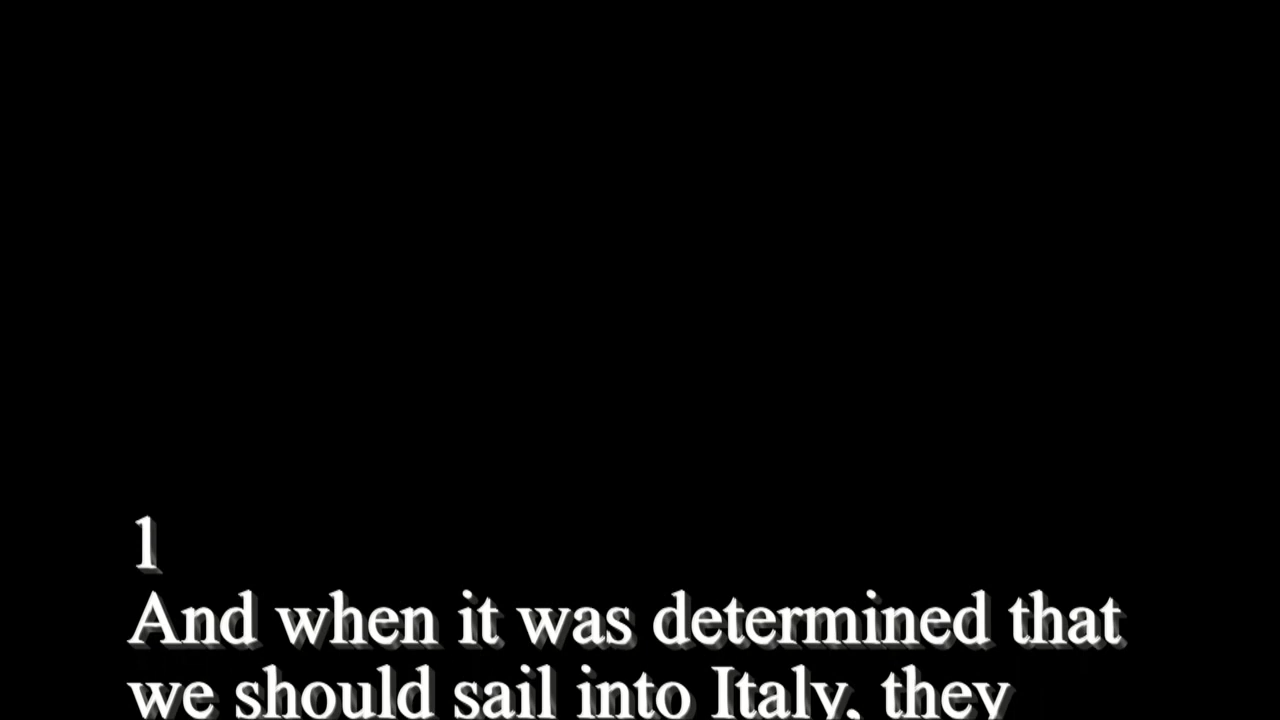 1
And when it was determined that
we should sail into Italy, they